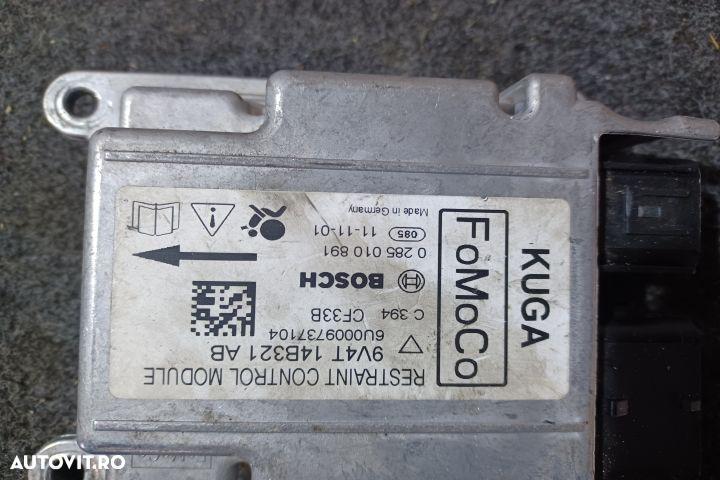 KUGA
FoMoCo
RESTRAINT CONTROL MODULE
9V4T 14B321 AB
6U0009737104
C 394 CF33B
BOSCH
0 285 010 891
085 11-11-01
Made in Germany
AUTOVIT.RO